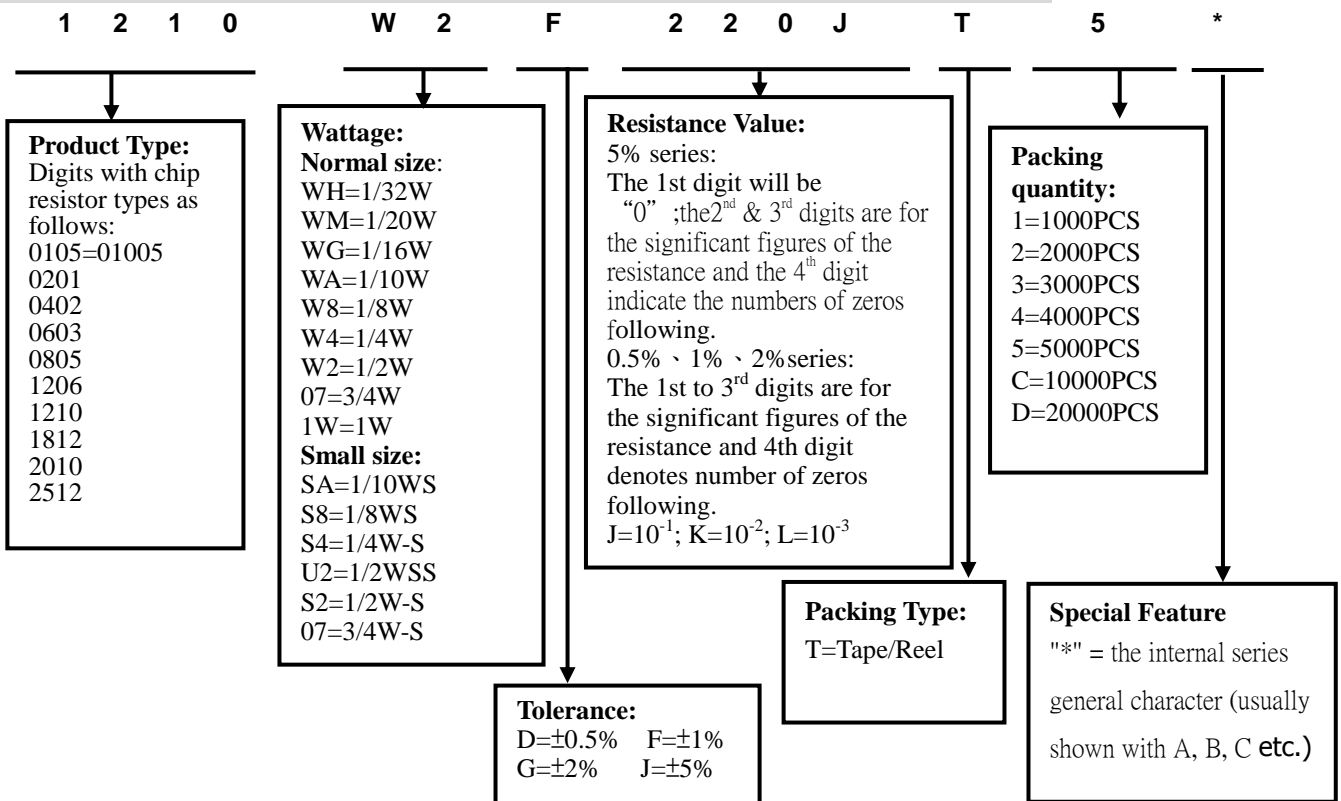 1 2 1 0 W 2 F 2 2 0 J T 5 *
Product Type:
Digits with chip
resistor types as
follows:
0105=01005
0201
0402
0603
0805
1206
1210
1812
2010
2512
Wattage:
Normal size:
WH=1/32W
WM=1/20W
WG=1/16W
WA=1/10W
W8=1/8W
W4=1/4W
W2=1/2W
07=3/4W
1W=1W
Small size:
SA=1/10WS
S8=1/8WS
S4=1/4W-S
U2=1/2WSS
S2=1/2W-S
07=3/4W-S
Tolerance:
D=±0.5% F=±1%
G=±2% J=±5%
Resistance Value:
5% series:
The 1st digit will be
“0” ;the2nd & 3rd digits are for
the significant figures of the
resistance and the 4th digit
indicate the numbers of zeros
following.
0.5%、1%、2%series:
The 1st to 3rd digits are for
the significant figures of the
resistance and 4th digit
denotes number of zeros
following.
J=10-1; K=10-2; L=10-3
Packing Type:
T=Tape/Reel
Packing
quantity:
1=1000PCS
2=2000PCS
3=3000PCS
4=4000PCS
5=5000PCS
C=10000PCS
D=20000PCS
Special Feature
"*" = the internal series
general character (usually
shown with A, B, C etc.)